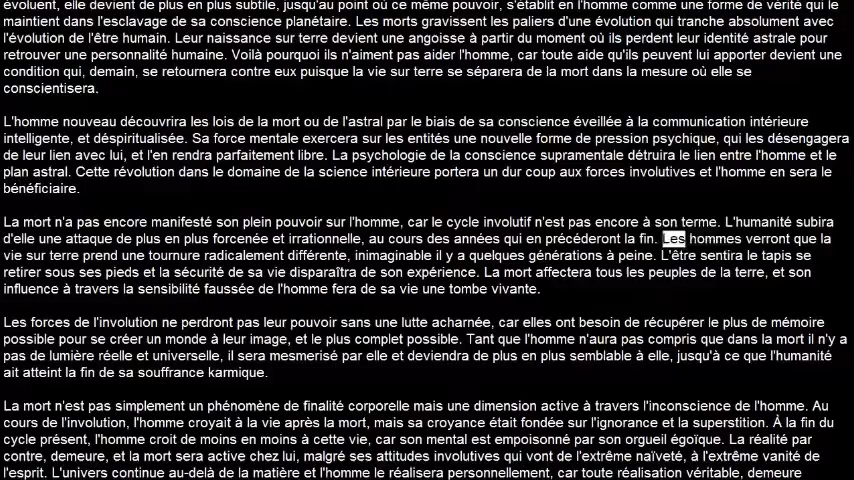 évoluent, elle devient de plus en plus subtile, jusqu'au point où ce même pouvoir, s'établit en l'homme comme une forme de vérité qui le
maintient dans l'esclavage de sa conscience planétaire. Les morts gravissent les paliers d'une évolution qui tranche absolument avec
l'évolution de l'être humain. Leur naissance sur terre devient une angoisse à partir du moment où ils perdent leur identité astrale pour
retrouver une personnalité humaine. Voilà pourquoi ils n'aiment pas aider l'homme, car toute aide qu'ils peuvent lui apporter devient une
condition qui, demain, se retournera contre eux puisque la vie sur terre se séparera de la mort dans la mesure où elle se
conscientisera.
L'homme nouveau découvrira les lois de la mort ou de l'astral par le biais de sa conscience éveillée à la communication intérieure
intelligente, et déspiritualisée. Sa force mentale exercera sur les entités une nouvelle forme de pression psychique, qui les désengagera
de leur lien avec lui, et l'en rendra parfaitement libre. La psychologie de la conscience supramentale détruira le lien entre l'homme et le
plan astral. Cette révolution dans le domaine de la science intérieure portera un dur coup aux forces involutives et l'homme en sera le
bénéficiaire.
La mort n'a pas encore manifesté son plein pouvoir sur l'homme, car le cycle involutif n'est pas encore à son terme. L'humanité subira
d'elle une attaque de plus en plus forcenée et irrationnelle, au cours des années qui en précéderont la fin. Les hommes verront que la
vie sur terre prend une tournure radicalement différente, inimaginable il y a quelques générations à peine. L'être sentira le tapis se
retirer sous ses pieds et la sécurité de sa vie disparaîtra de son expérience. La mort affectera tous les peuples de la terre, et son
influence à travers la sensibilité faussée de l'homme fera de sa vie une tombe vivante.
Les forces de l'involution ne perdront pas leur pouvoir sans une lutte acharnée, car elles ont besoin de récupérer le plus de mémoire
possible pour se créer un monde à leur image, et le plus complet possible. Tant que l'homme n'aura pas compris que dans la mort il n'y a
pas de lumière réelle et universelle, il sera mesmerisé par elle et deviendra de plus en plus semblable à elle, jusqu'à ce que l'humanité
ait atteint la fin de sa souffrance karmique.
La mort n'est pas simplement un phénomène de finalité corporelle mais une dimension active à travers l'inconscience de l'homme. Au
cours de l'involution, l'homme croyait à la vie après la mort, mais sa croyance était fondée sur l'ignorance et la superstition. À la fin du
cycle présent, l'homme croit de moins en moins à cette vie, car son mental est empoisonné par son orgueil égoïque. La réalité par
contre, demeure, et la mort sera active chez lui, malgré ses attitudes involutives qui vont de l'extrême naïveté, à l'extrême vanité de
l'esprit. L'univers continue au-delà de la matière et l'homme le réalisera personnellement, car toute réalisation véritable, demeure